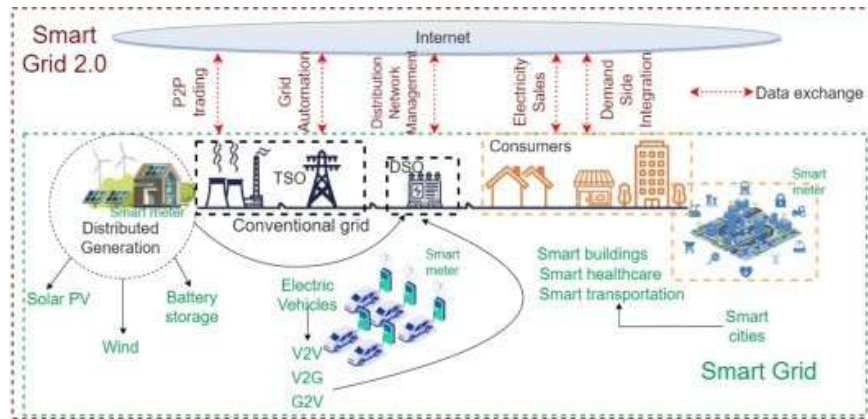 Smart
Grid 2.0
Internet
P2P
trading
Grid
Automation
Distribution
Network
Management
Electricity
Sales
Demand
Side
Integration
Data exchange
Consumers
TSO
DSO
Smart
meter
Smart meter
Distributed
Generation
Conventional grid
Solar PV
Battery
storage
Wind
Electric
Vehicles
Smart
meter
V2V
V2G
G2V
Smart buildings
Smart healthcare
Smart transportation
Smart
cities
Smart Grid